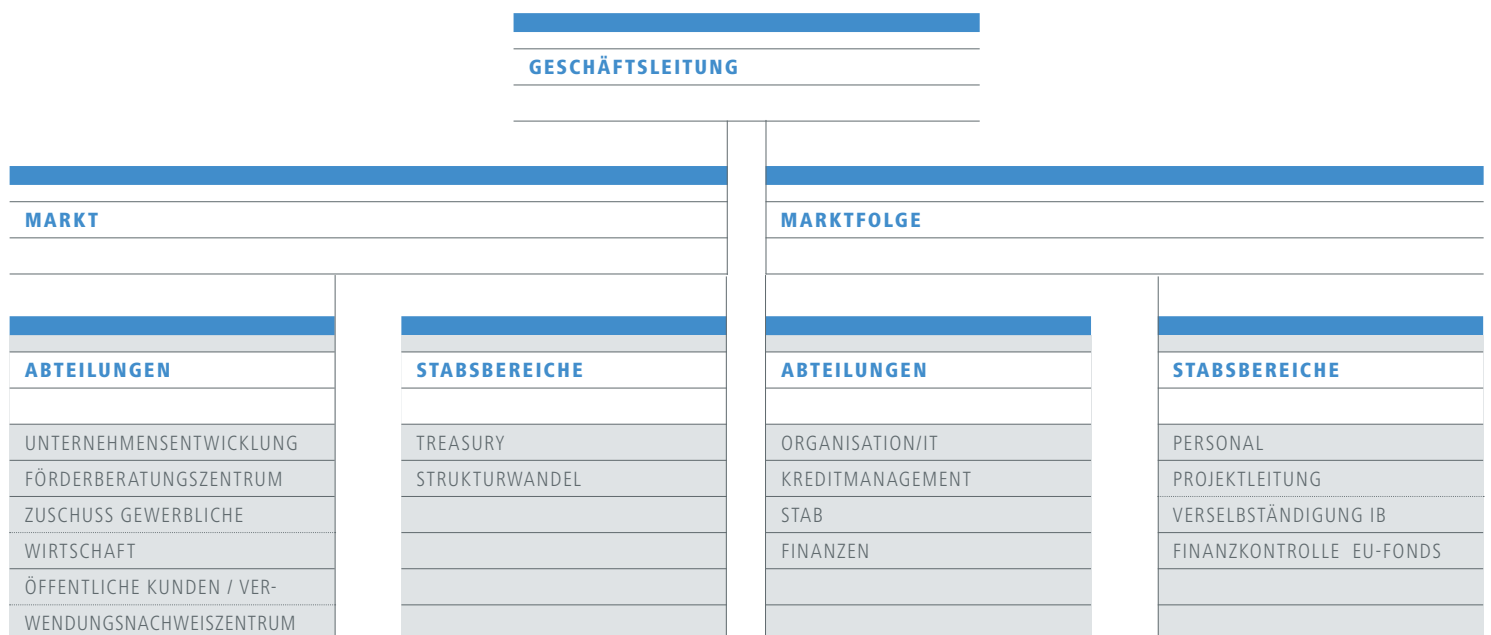 GESCHÄFTSLEITUNG
MARKT
MARKTFOLGE
ABTEILUNGEN
UNTERNEHMENSENTWICKLUNG
FÖRDERBERATUNGSZENTRUM
ZUSCHUSS GEWERBLICHE
WIRTSCHAFT
ÖFFENTLICHE KUNDEN / VER-
WENDUNGSNACHWEISZENTRUM
STABSBEREICHE
TREASURY
STRUKTURWANDEL
ABTEILUNGEN
ORGANISATION/IT
KREDITMANAGEMENT
STAB
FINANZEN
STABSBEREICHE
PERSONAL
PROJEKTLEITUNG
VERSELBSTÄNDIGUNG IB
FINANZKONTROLLE EU-FONDS